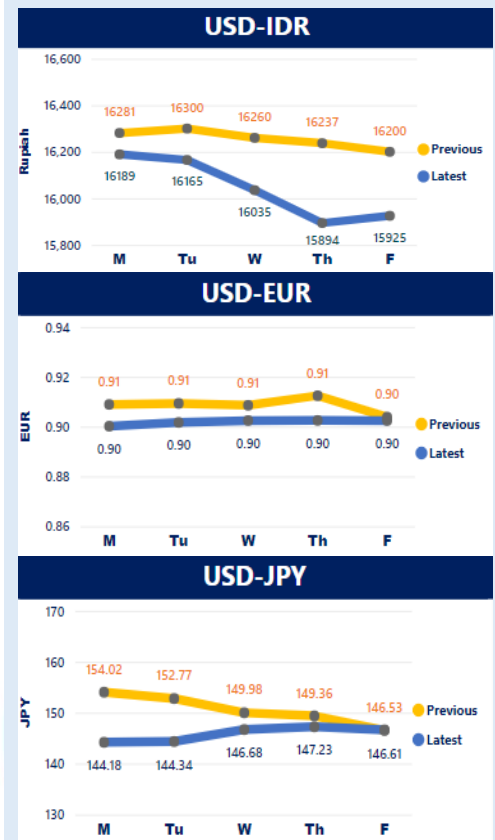 USD-IDR
16,600
16,400
16,200
16,000
15,800
Rupiah
16281 16300 16260 16237 16200
16189 16165 16035 15894 15925
Previous
Latest
M Tu W Th F
USD-EUR
0.94
0.92
0.90
0.88
0.86
EUR
0.91 0.91 0.91 0.91 0.90
0.90 0.90 0.90 0.90 0.90
Previous
Latest
M Tu W Th F
USD-JPY
170
160
150
140
130
JPY
154.02 152.77 149.98 149.36 146.53
144.18 144.34 146.68 147.23 146.61
Previous
Latest
M Tu W Th F